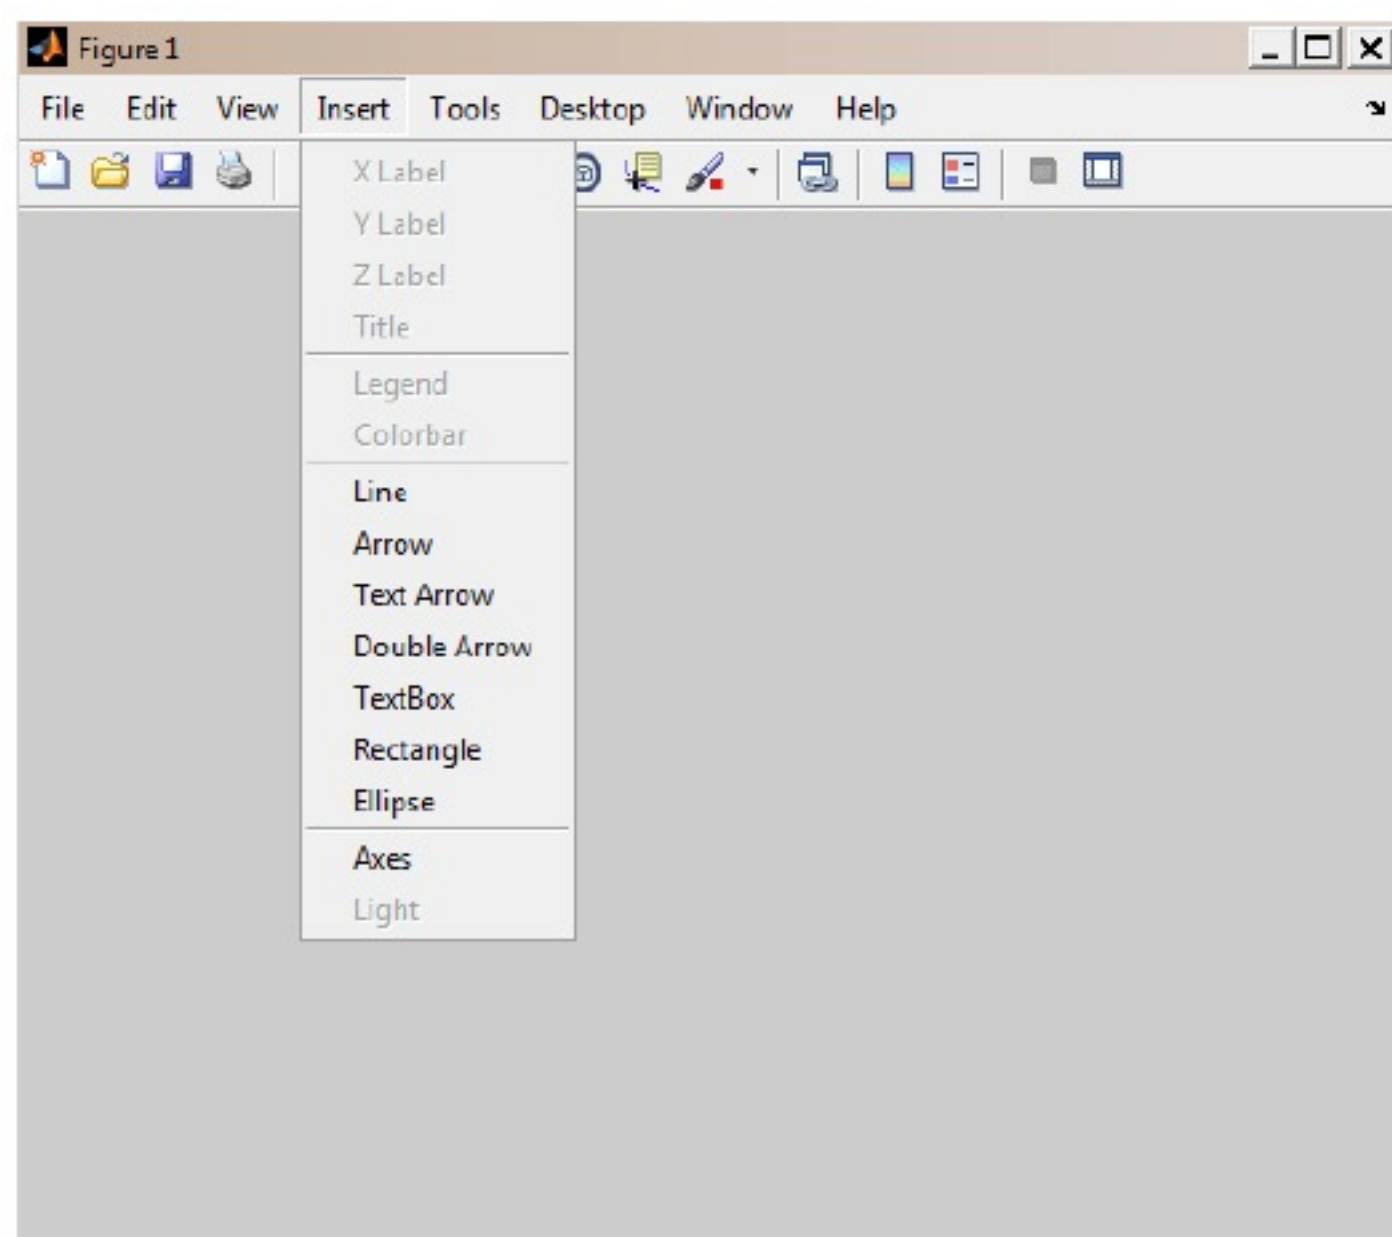 Figure 1
File Edit View Insert Tools Desktop Window Help
X Label
Y Label
Z Label
Title
Legend
Colorbar
Line
Arrow
Text Arrow
Double Arrow
TextBox
Rectangle
Ellipse
Axes
Light